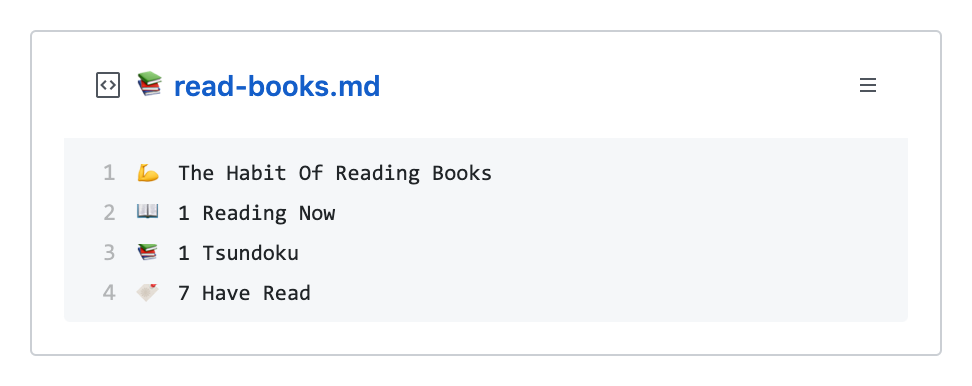 📚 read-books.md
1 💪 The Habit Of Reading Books
2 📖 1 Reading Now
3 📚 1 Tsundoku
4 💌 7 Have Read